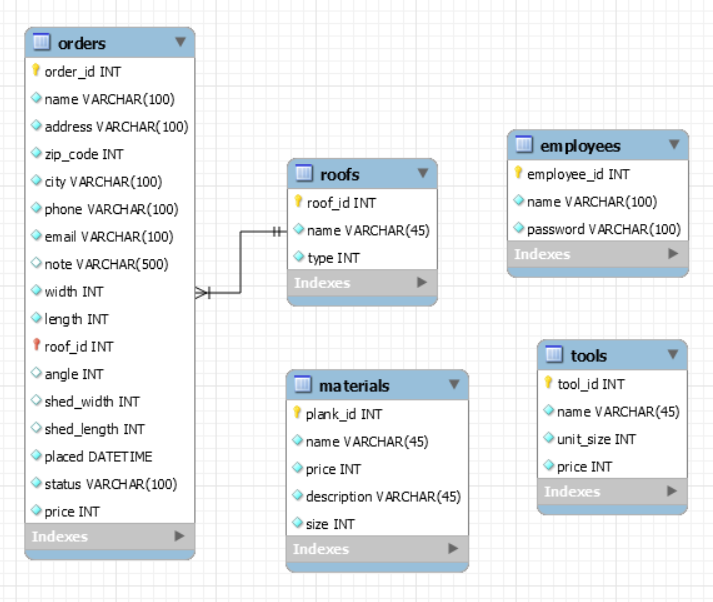 orders
order_id INT
name VARCHAR(100)
address VARCHAR(100)
zip_code INT
city VARCHAR(100)
phone VARCHAR(100)
email VARCHAR(100)
note VARCHAR(500)
width INT
length INT
roof_id INT
angle INT
shed_width INT
shed_length INT
placed DATETIME
status VARCHAR(100)
price INT
Indexes
roofs
roof_id INT
name VARCHAR(45)
type INT
Indexes
materials
plank_id INT
name VARCHAR(45)
price INT
description VARCHAR(45)
size INT
Indexes
employees
employee_id INT
name VARCHAR(100)
password VARCHAR(100)
Indexes
tools
tool_id INT
name VARCHAR(45)
unit_size INT
price INT
Indexes